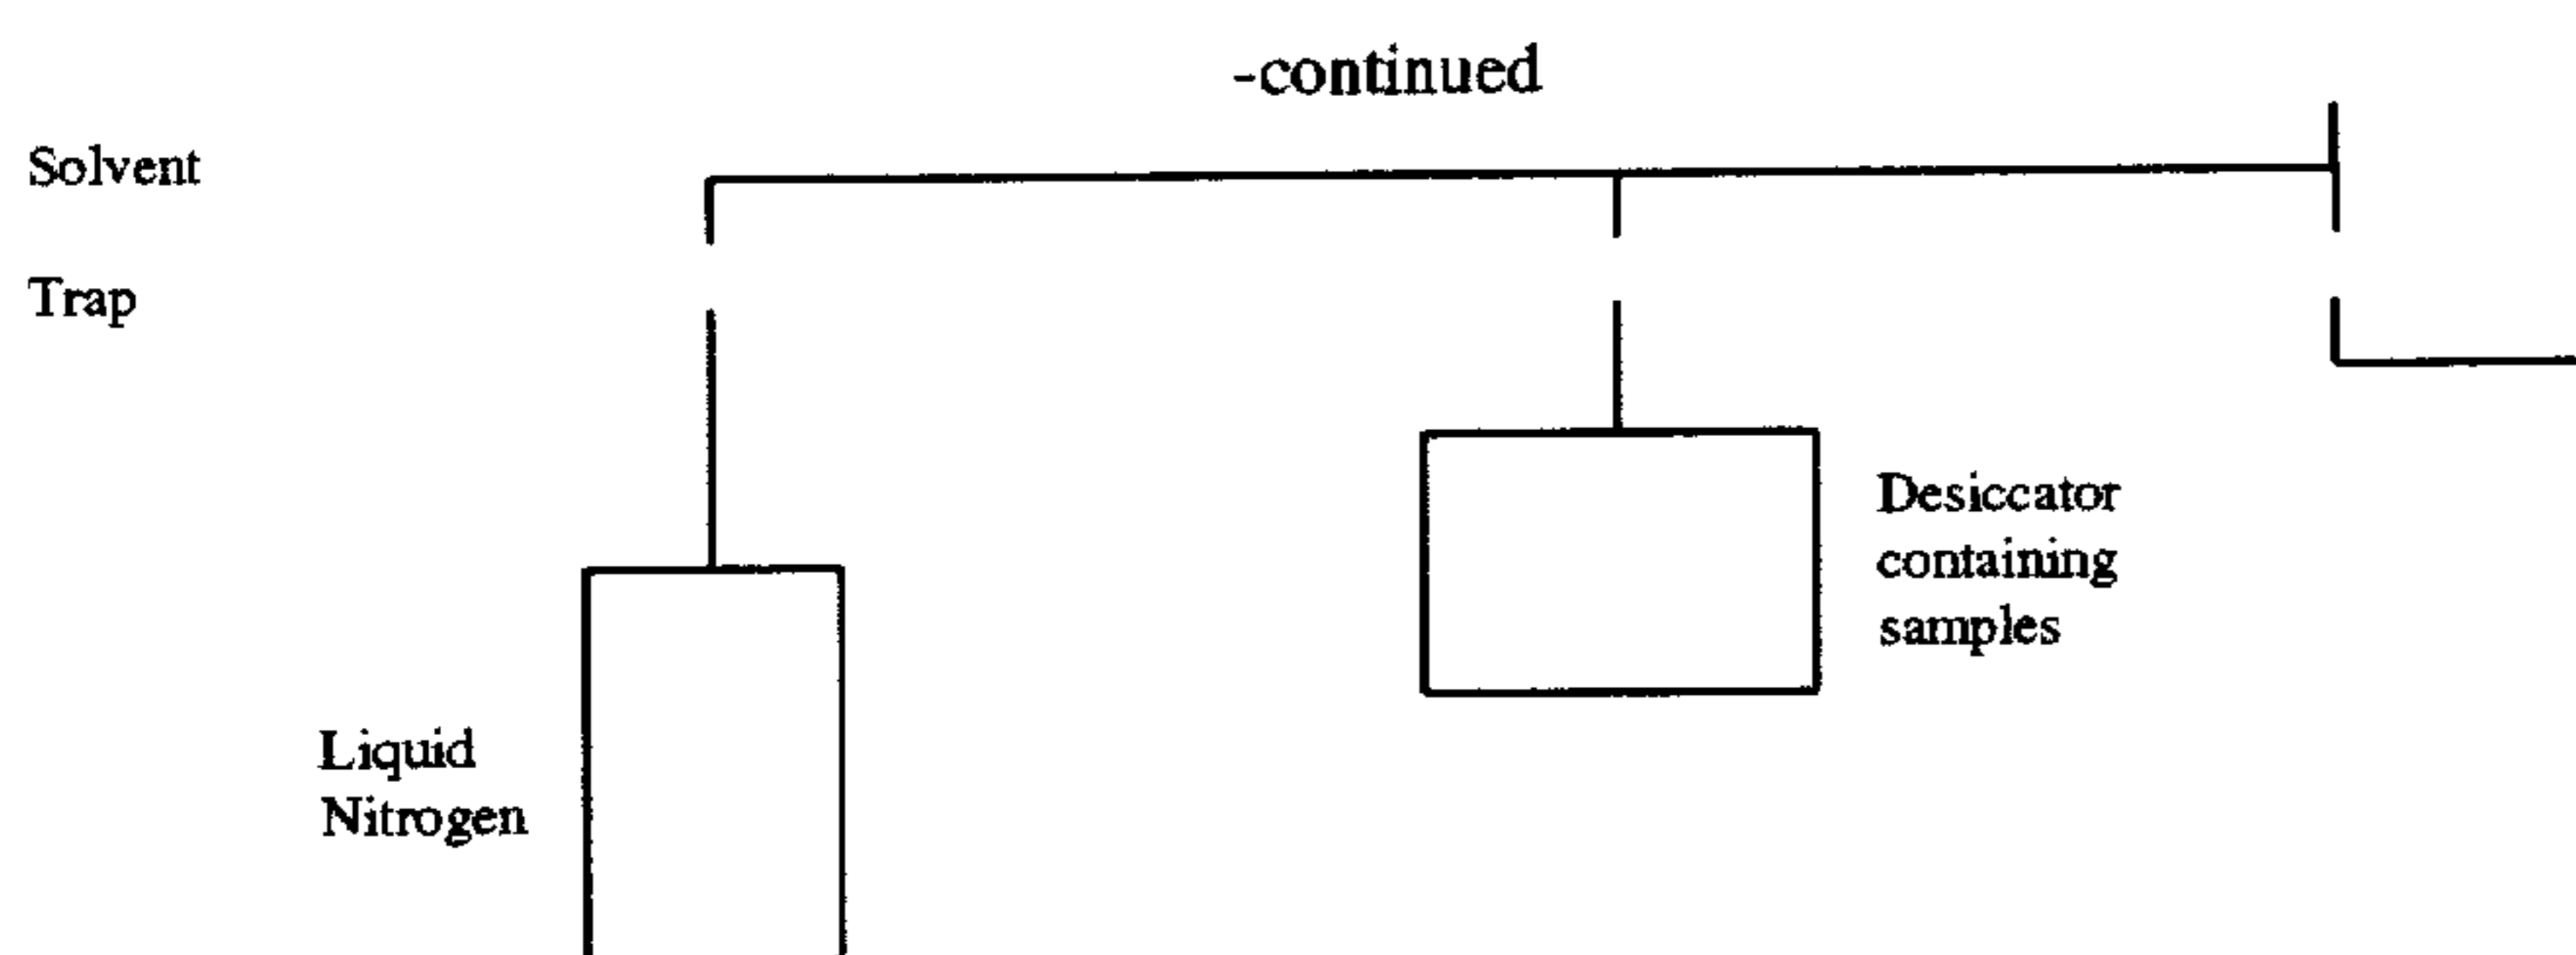 -continued
Solvent
Trap
Desiccator
containing
samples
Liquid
Nitrogen